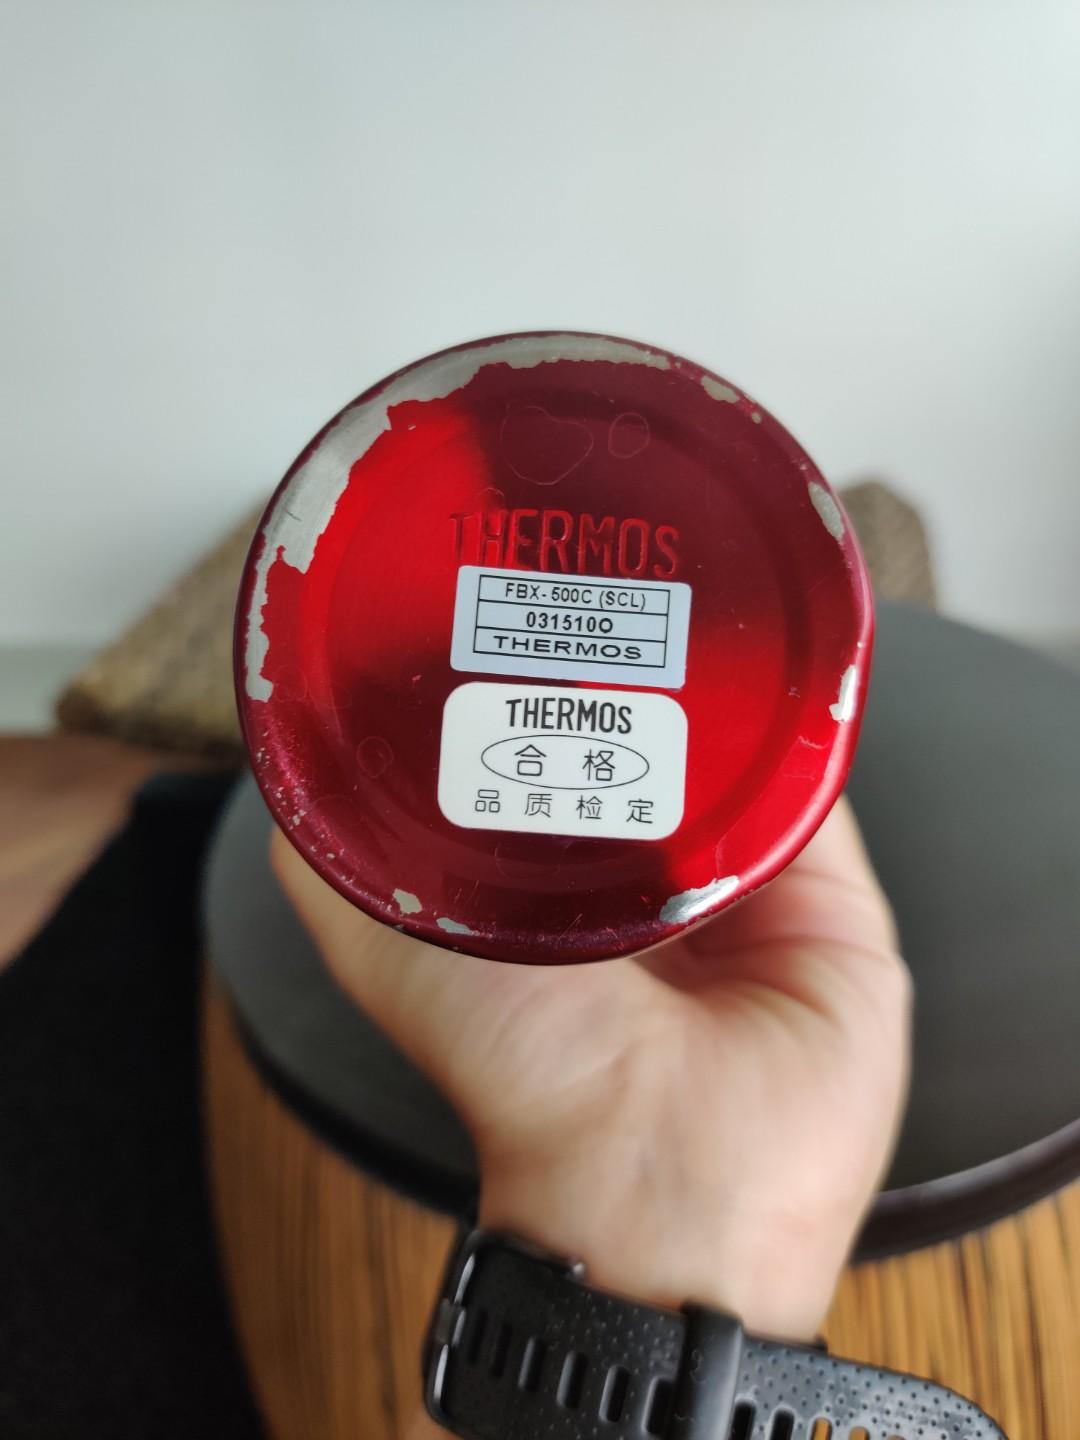 THERMOS
FBX-500C (SCL)
031510O
THERMOS
THERMOS
合格
品质检定